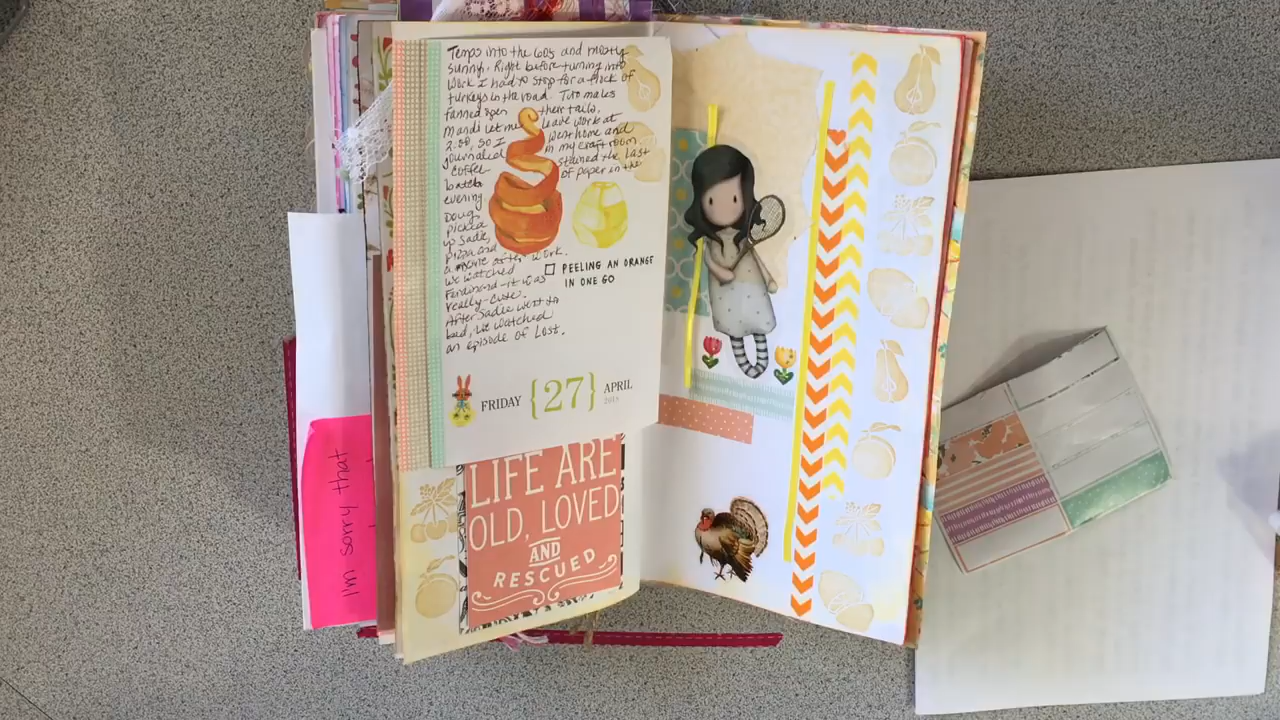 Temps into the 60s and mostly
sunny. Right before turning into
work I had to stop for a flock of
turkeys in the road. Two males
fanned open their tails.
Mandi let me leave work at
2:00, so I went home and
journaled in my craft room.
Coffee stained the last
batch of paper in the
evening
Doug
picked
up Sadie,
pizza and
a movie after work.
We watched
Ferdinand - it was
really cute.
After Sadie went to
bed, we watched
an episode of Lost.
PEELING AN ORANGE
IN ONE GO
FRIDAY {27} APRIL
2018
LIFE ARE
OLD, LOVED
AND
RESCUED
I'm sorry that